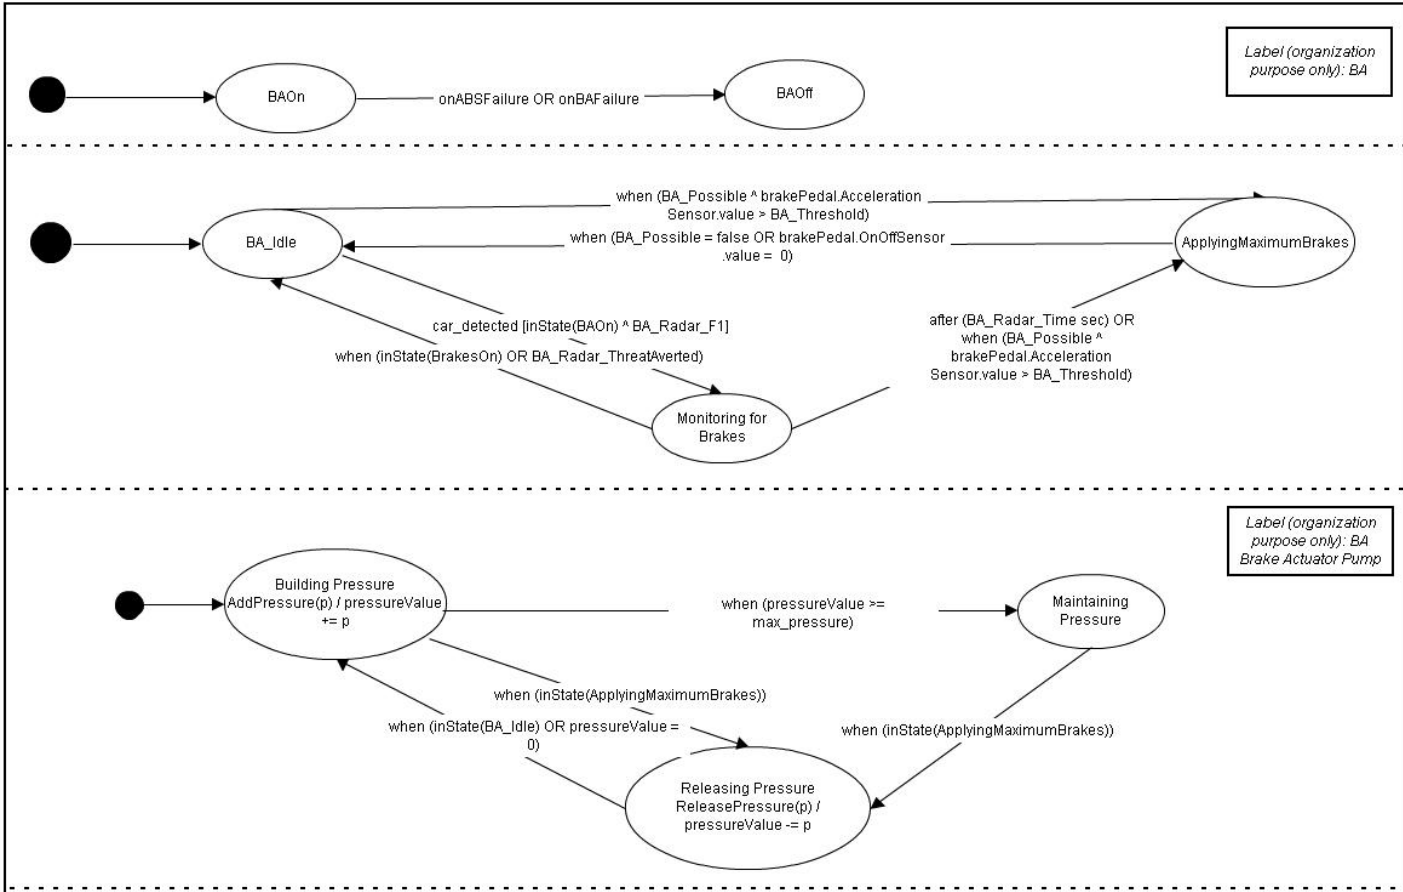 Label (organization
purpose only): BA
BAOn
onABSFailure OR onBAFailure
BAOff
when (BA_Possible ^ brakePedal.Acceleration
Sensor.value > BA_Threshold)
BA_Idle
when (BA_Possible = false OR brakePedal.OnOffSensor
.value = 0)
ApplyingMaximumBrakes
car_detected [inState(BAOn) ^ BA_Radar_F1]
when (inState(BrakesOn) OR BA_Radar_ThreatAverted)
after (BA_Radar_Time sec) OR
when (BA_Possible ^
brakePedal.Acceleration
Sensor.value > BA_Threshold)
Monitoring for
Brakes
Label (organization
purpose only): BA
Brake Actuator Pump
Building Pressure
AddPressure(p) / pressureValue
+= p
when (pressureValue >=
max_pressure)
Maintaining
Pressure
when (inState(ApplyingMaximumBrakes))
when (inState(BA_Idle) OR pressureValue =
0)
when (inState(ApplyingMaximumBrakes))
Releasing Pressure
ReleasePressure(p) /
pressureValue -= p